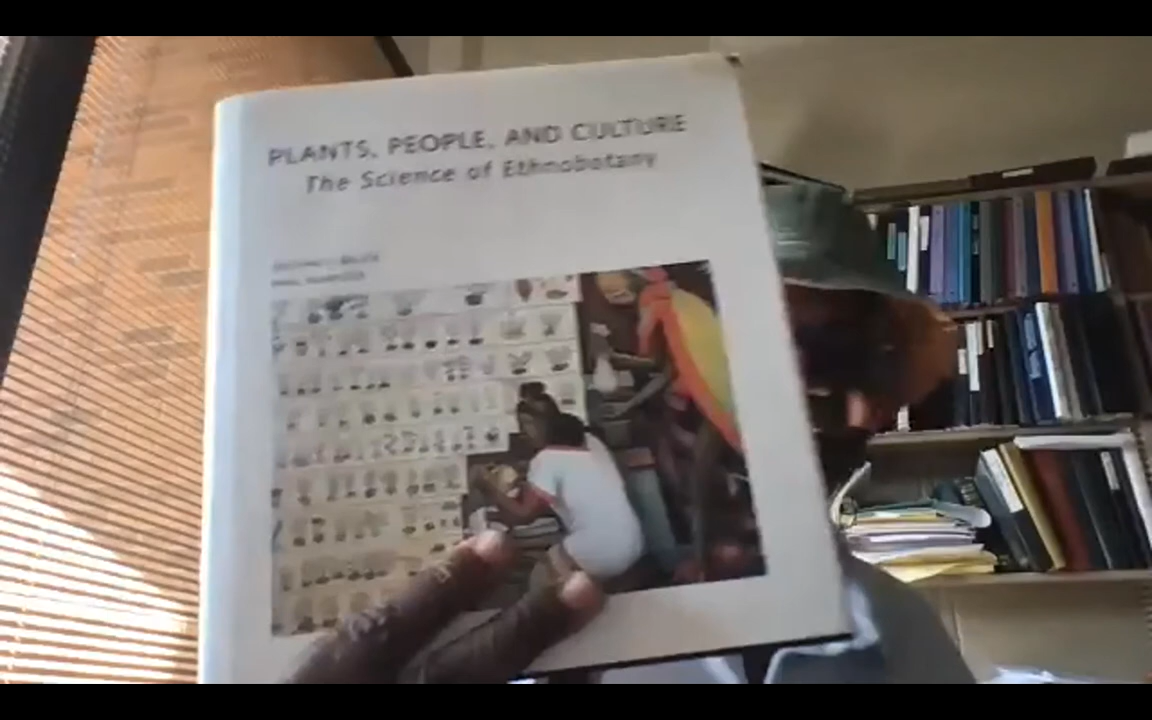 PLANTS, PEOPLE, AND CULTURE
The Science of Ethnobotany